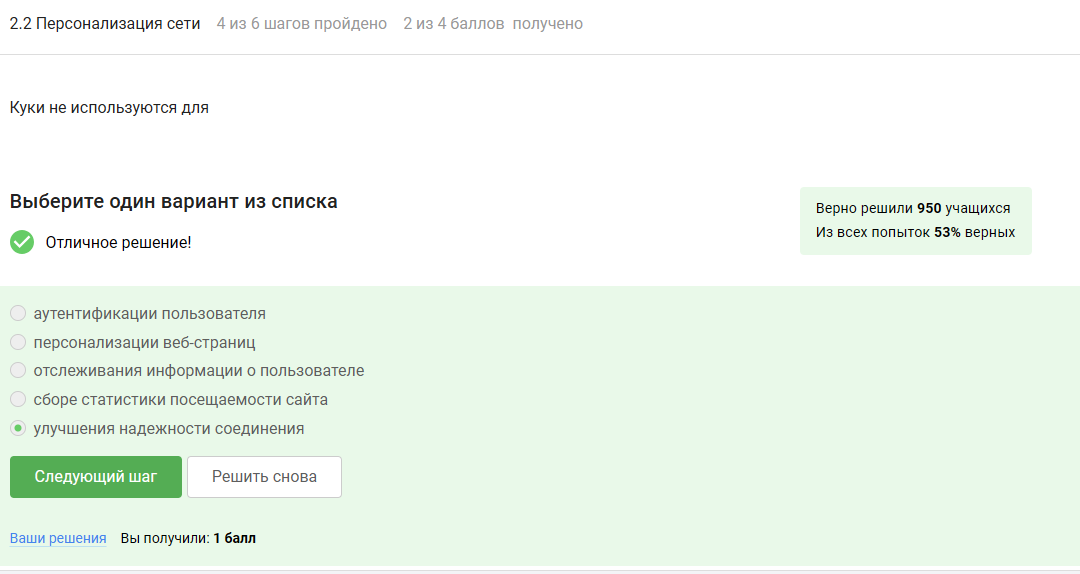 2.2 Персонализация сети 4 из 6 шагов пройдено 2 из 4 баллов получено
Куки не используются для
Выберите один вариант из списка
Отличное решение!
Верно решили 950 учащихся
Из всех попыток 53% верных
аутентификации пользователя
персонализации веб-страниц
отслеживания информации о пользователе
сборе статистики посещаемости сайта
улучшения надежности соединения
Следующий шаг Решить снова
Ваши решения Вы получили: 1 балл